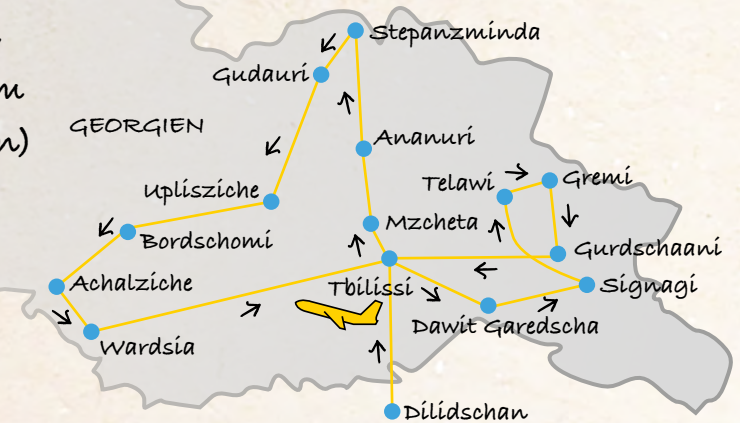 Stepanzminda
Gudauri
GEORGIEN
Ananuri
Telawi
Gremi
Uplisziche
Mzcheta
Bordschomi
Gurdschaani
Achalziche
Tbilissi
Signagi
Dawit Garedscha
Wardsia
Dilidschan